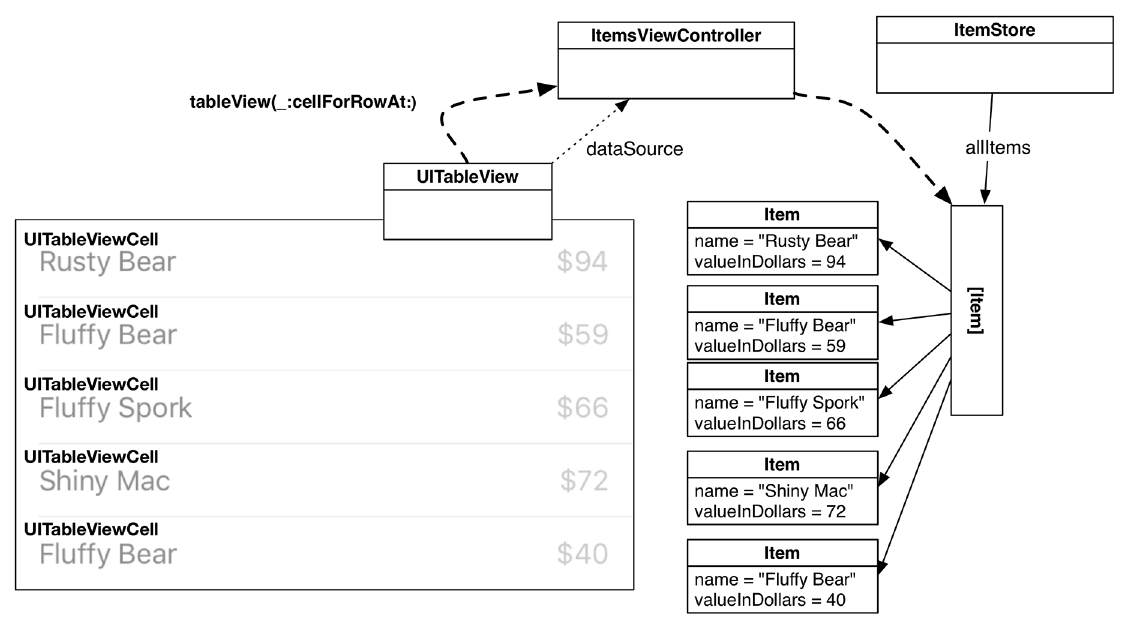 ItemsViewController
ItemStore
tableView(_:cellForRowAt:)
dataSource
allItems
UITableView
UITableViewCell
Rusty Bear $94
UITableViewCell
Fluffy Bear $59
UITableViewCell
Fluffy Spork $66
UITableViewCell
Shiny Mac $72
UITableViewCell
Fluffy Bear $40
Item
name = "Rusty Bear"
valueInDollars = 94
Item
name = "Fluffy Bear"
valueInDollars = 59
Item
name = "Fluffy Spork"
valueInDollars = 66
Item
name = "Shiny Mac"
valueInDollars = 72
Item
name = "Fluffy Bear"
valueInDollars = 40
[Item]